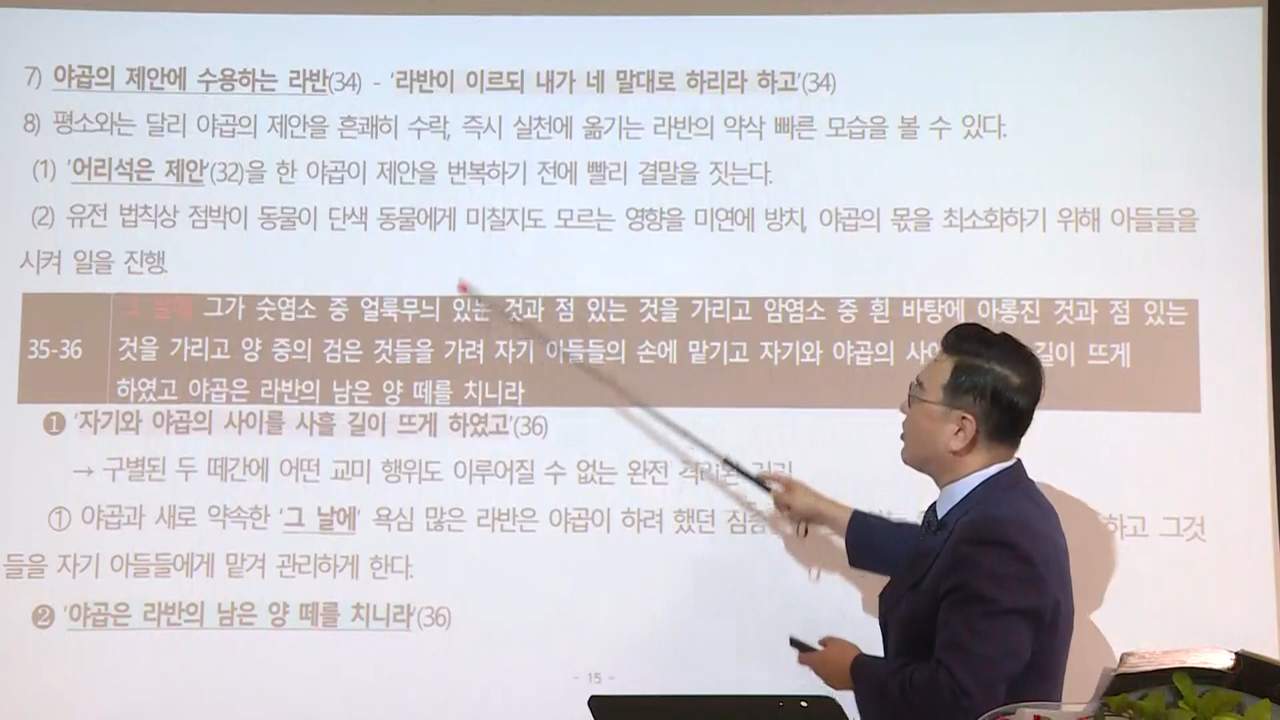 7) 야곱의 제안에 수용하는 라반(34) - '라반이 이르되 내가 네 말대로 하리라 하고'(34)
8) 평소와는 달리 야곱의 제안을 흔쾌히 수락, 즉시 실천에 옮기는 라반의 약삭 빠른 모습을 볼 수 있다.
(1) '어리석은 제안'(32)을 한 야곱이 제안을 번복하기 전에 빨리 결말을 짓는다.
(2) 유전 법칙상 점박이 동물이 단색 동물에게 미칠지도 모르는 영향을 미연에 방치, 야곱의 몫을 최소화하기 위해 아들들을
시켜 일을 진행.
그 날에 그가 숫염소 중 얼룩무늬 있는 것과 점 있는 것을 가리고 암염소 중 흰 바탕에 아롱진 것과 점 있는
35-36 것을 가리고 양 중의 검은 것들을 가려 자기 아들들의 손에 맡기고 자기와 야곱의 길이 뜨게
하였고 야곱은 라반의 남은 양 떼를 치니라
❶ '자기와 야곱의 사이를 사흘 길이 뜨게 하였고'(36)
→ 구별된 두 떼간에 어떤 교미 행위도 이루어질 수 없는 완전
① 야곱과 새로 약속한 '그 날에' 욕심 많은 라반은 야곱이 하려 했던 하고 그것
들을 자기 아들들에게 맡겨 관리하게 한다.
❷ '야곱은 라반의 남은 양 떼를 치니라'(36)
- 15 -